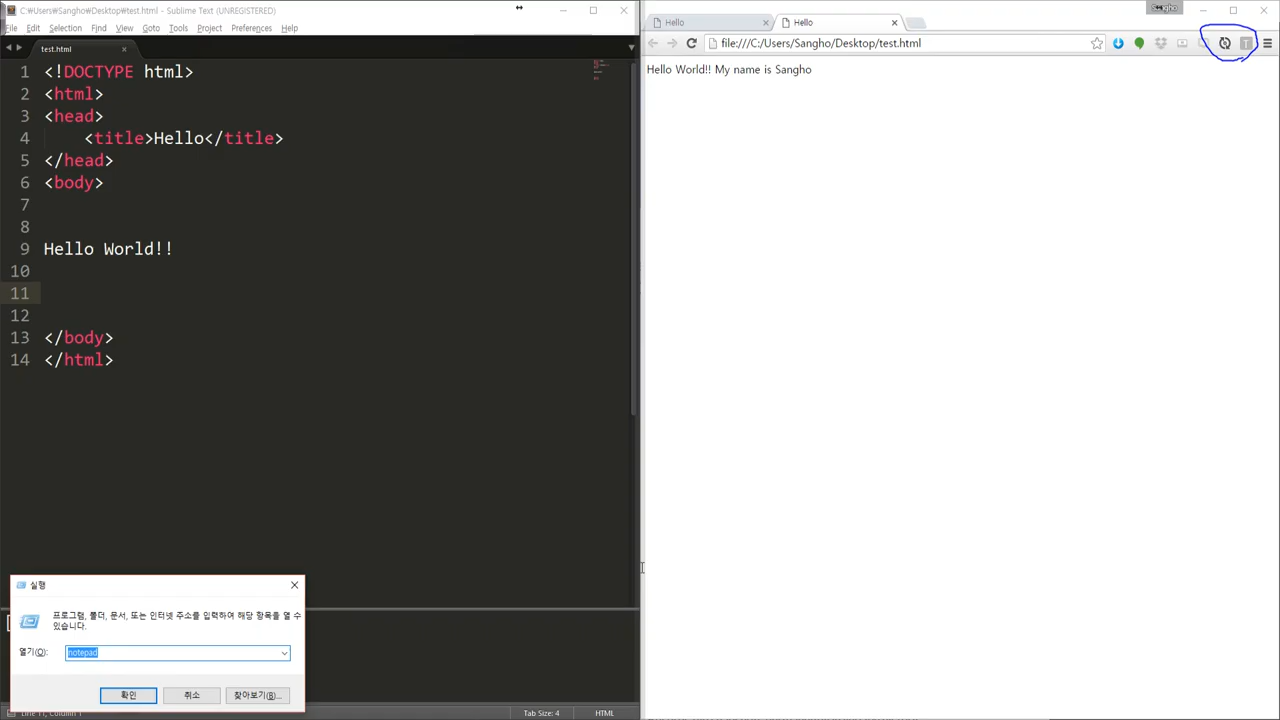 C:₩Users₩Sangho₩Desktop₩test.html - Sublime Text (UNREGISTERED)
File Edit Selection Find View Goto Tools Project Preferences Help
test.html
1 <!DOCTYPE html>
2 <html>
3 <head>
4 <title>Hello</title>
5 </head>
6 <body>
7
8
9 Hello World!!
10
11
12
13 </body>
14 </html>
실행
프로그램, 폴더, 문서, 또는 인터넷 주소를 입력하여 해당 항목을 열 수
있습니다.
열기(O): notepad
확인 취소 찾아보기(B)...
Line 11, Column 1
Tab Size: 4 HTML
Hello Hello
Sangho
file:///C:/Users/Sangho/Desktop/test.html
Hello World!! My name is Sangho